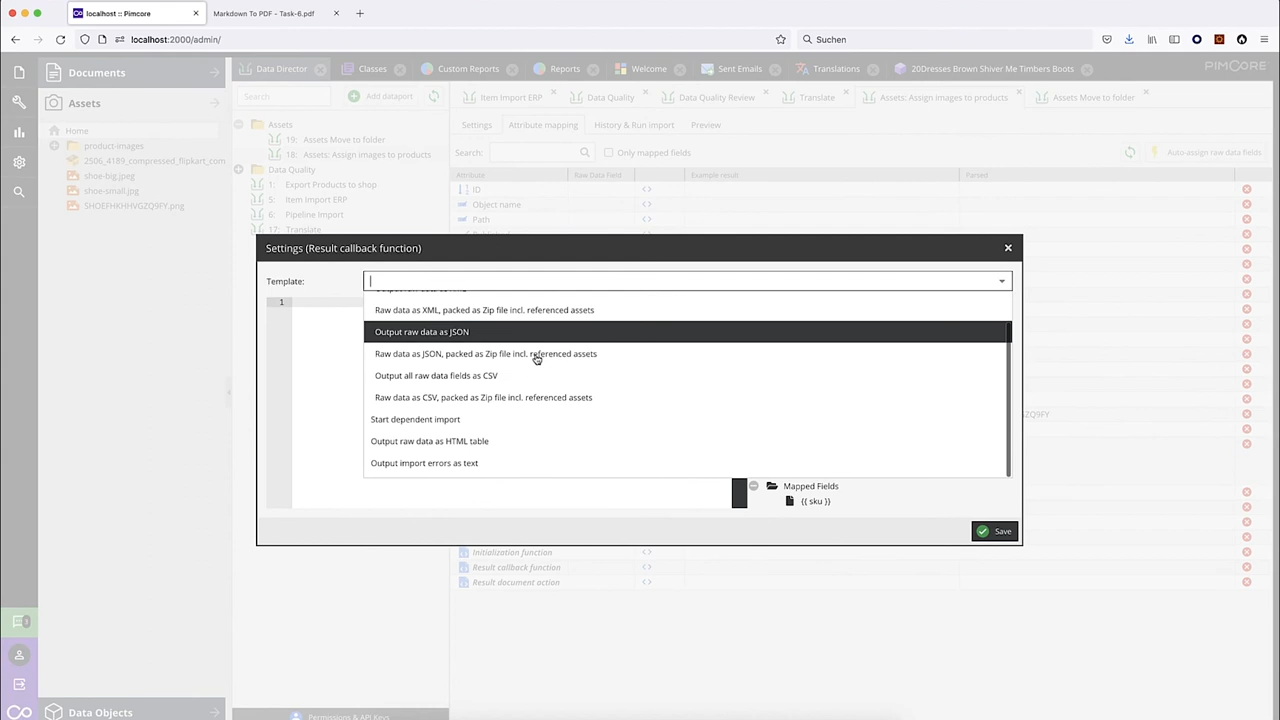 localhost :: Pimcore
Markdown To PDF - Task-6.pdf
localhost:2000/admin/
Suchen
Documents
Data Director
Classes
Custom Reports
Reports
Welcome
Sent Emails
Translations
20Dresses Brown Shiver Me Timbers Boots
PIMCORE
Assets
Search
Add dataport
Item Import ERP
Data Quality
Data Quality Review
Translate
Assets: Assign Images to products
Assets Move to folder
Home
Assets
Settings
Attribute mapping
History & Run import
Preview
product-images
19: Assets Move to folder
Search:
Only mapped fields
Auto-assign raw data fields
2506_4189_compressed_flipkart_com
18: Assets: Assign images to products
shoe-big.jpeg
Data Quality
Attribute
Raw Data Field
Example result
Parsed
shoe-small.jpg
1: Export Products to shop
ID
SHOEFHKHHVGZQ9FY.png
5: Item Import ERP
Object name
6: Pipeline Import
Path
17: Translate
Settings (Result callback function)
Template:
1
Raw data as XML, packed as Zip file incl. referenced assets
Output raw data as JSON
Raw data as JSON, packed as Zip file incl. referenced assets
Output all raw data fields as CSV
Raw data as CSV, packed as Zip file incl. referenced assets
Start dependent import
Output raw data as HTML table
Output import errors as text
Mapped Fields
{{ sku }}
Save
Initialization function
Result callback function
Result document action
Data Objects
Permissions & API Keys